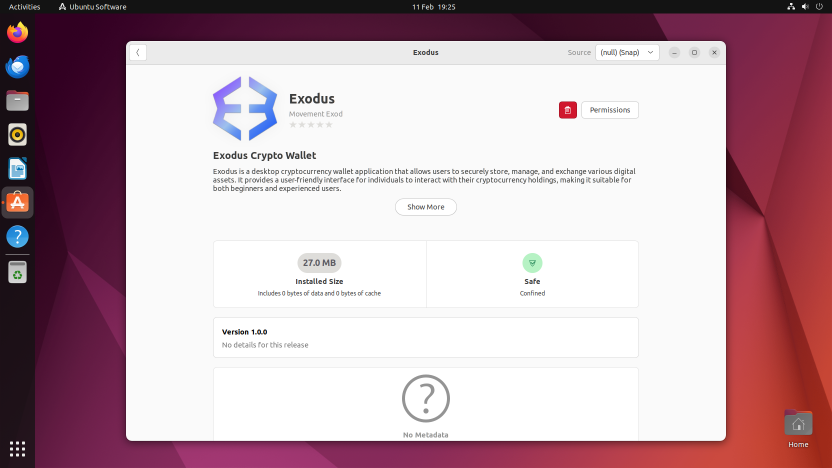 Activities
Ubuntu Software
11 Feb 19:25
Exodus
Source
(null) (Snap)
Exodus
Movement Exod
Permissions
Exodus Crypto Wallet
Exodus is a desktop cryptocurrency wallet application that allows users to securely store, manage, and exchange various digital
assets. It provides a user-friendly interface for individuals to interact with their cryptocurrency holdings, making it suitable for
both beginners and experienced users.
Show More
27.0 MB
Installed Size
Includes 0 bytes of data and 0 bytes of cache
Safe
Confined
Version 1.0.0
No details for this release
No Metadata
Home